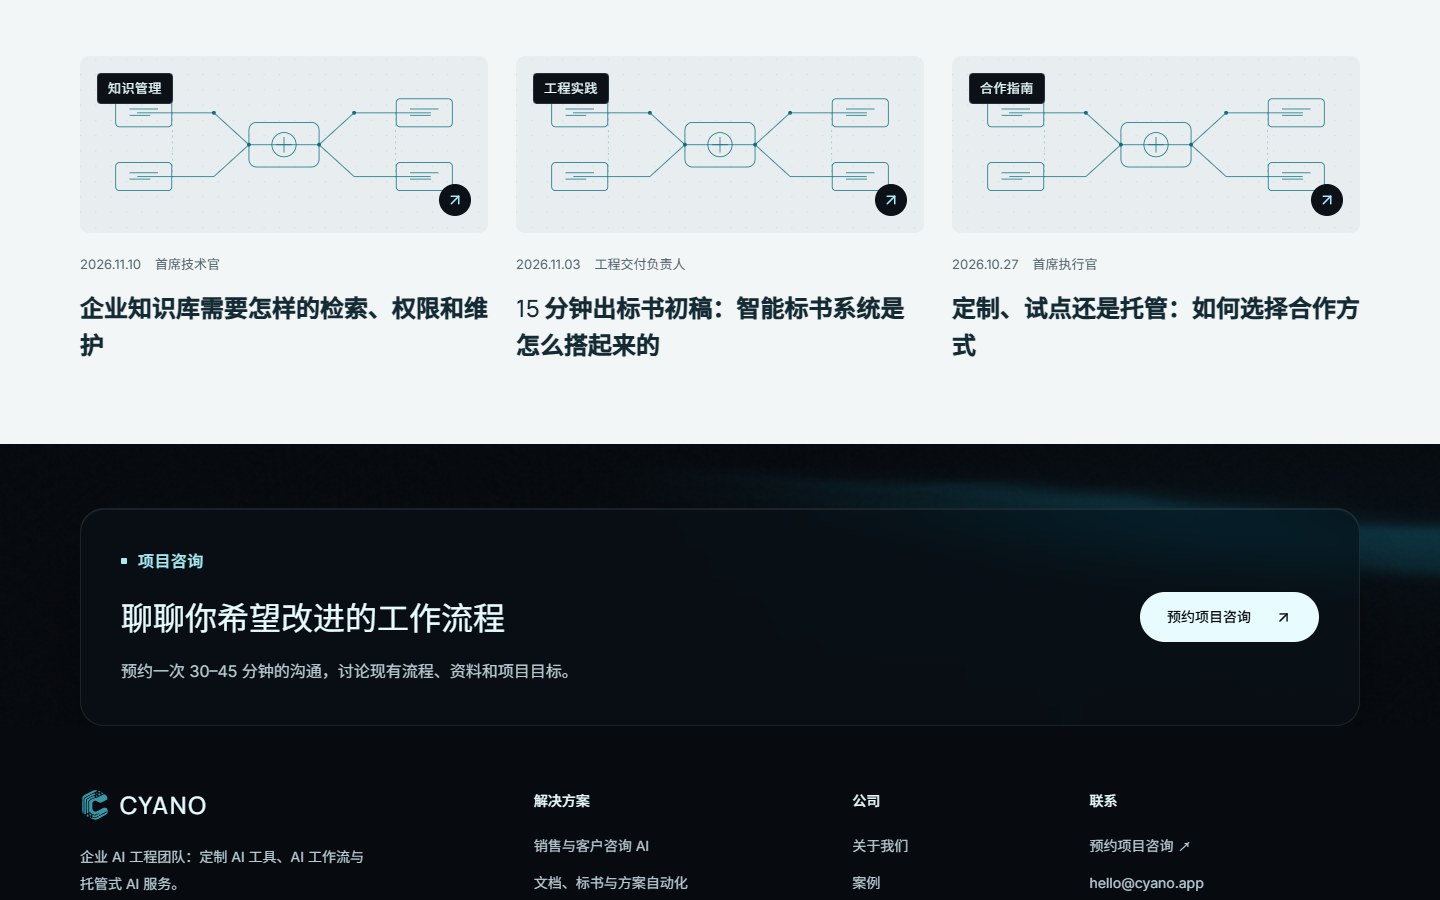 知识管理
工程实践
合作指南
2026.11.10 首席技术官
2026.11.03 工程交付负责人
2026.10.27 首席执行官
企业知识库需要怎样的检索、权限和维
护
15 分钟出标书初稿：智能标书系统是
怎么搭起来的
定制、试点还是托管：如何选择合作方
式
项目咨询
聊聊你希望改进的工作流程
预约一次 30–45 分钟的沟通，讨论现有流程、资料和项目目标。
预约项目咨询
CYANO
企业 AI 工程团队：定制 AI 工具、AI 工作流与
托管式 AI 服务。
解决方案
销售与客户咨询 AI
文档、标书与方案自动化
公司
关于我们
案例
联系
预约项目咨询 ↗
hello@cyano.app